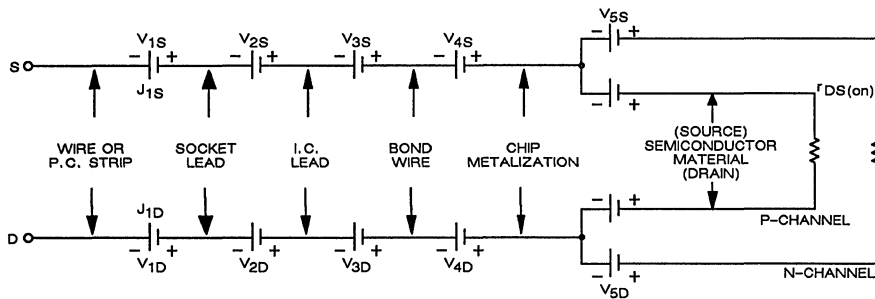 V5S
V1S V2S V3S V4S
− + − + − + − + − +
S
J1S
− +
rDS(on)
WIRE OR
P.C. STRIP
SOCKET
LEAD
I.C.
LEAD
BOND
WIRE
CHIP
METALIZATION
(SOURCE)
SEMICONDUCTOR
MATERIAL
(DRAIN)
J1D
− +
P-CHANNEL
D
− + − + − + − +
V1D V2D V3D V4D
− +
V5D
N-CHANNEL